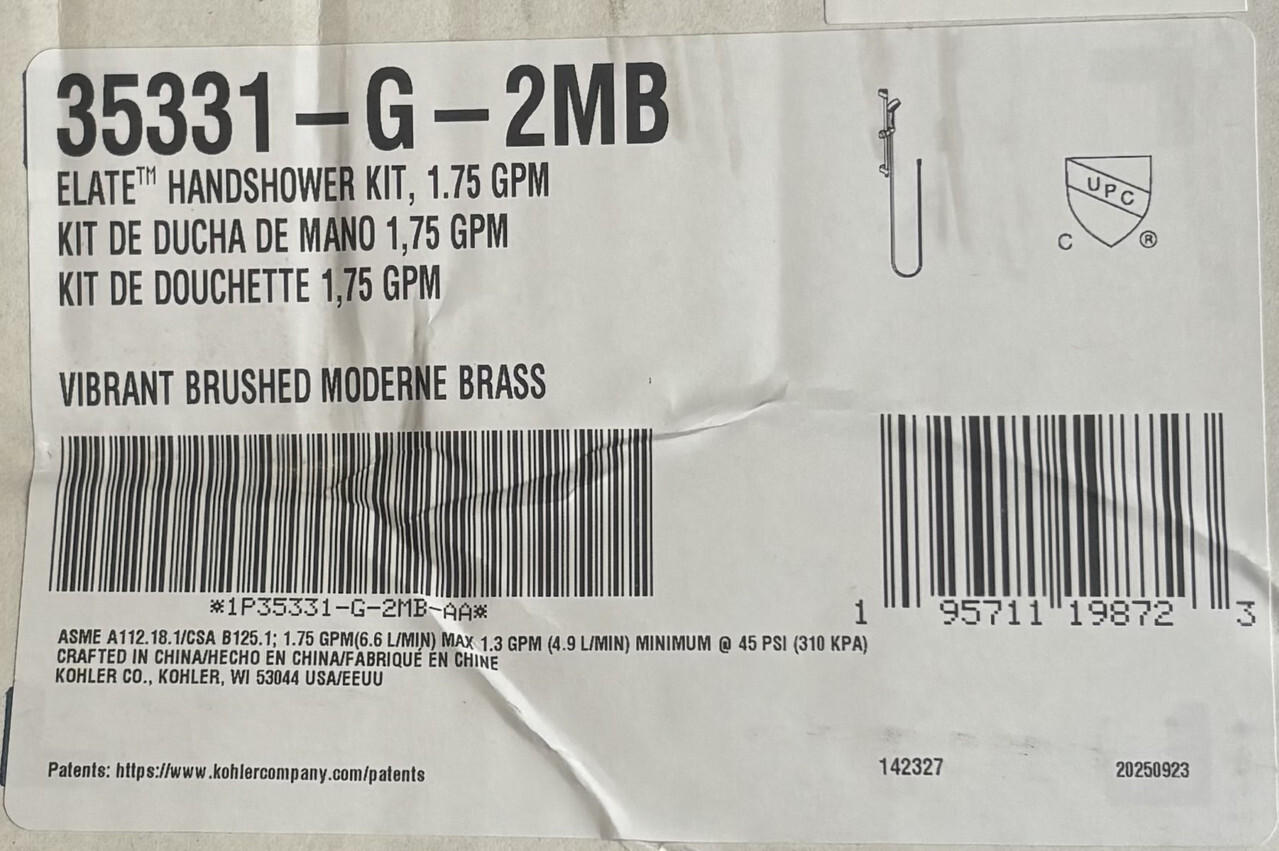 35331-G-2MB
ELATE™ HANDSHOWER KIT, 1.75 GPM
KIT DE DUCHA DE MANO 1,75 GPM
KIT DE DOUCHETTE 1,75 GPM
UPC
C ®
VIBRANT BRUSHED MODERNE BRASS
*1P35331-G-2MB-AA*
1 95711 19872 3
ASME A112.18.1/CSA B125.1; 1.75 GPM(6.6 L/MIN) MAX 1.3 GPM (4.9 L/MIN) MINIMUM @ 45 PSI (310 KPA)
CRAFTED IN CHINA/HECHO EN CHINA/FABRIQUÉ EN CHINE
KOHLER CO., KOHLER, WI 53044 USA/EEUU
Patents: https://www.kohlercompany.com/patents
142327
20250923